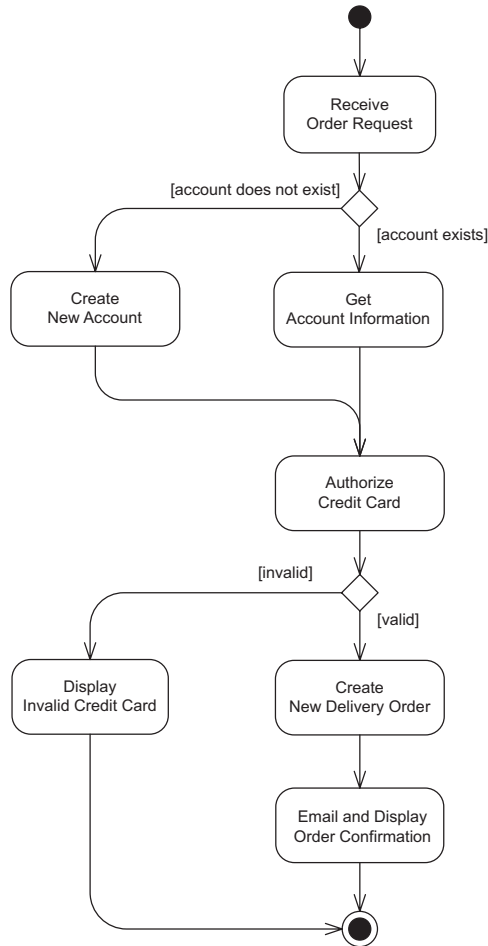 Receive
Order Request
[account does not exist]
[account exists]
Create
New Account
Get
Account Information
Authorize
Credit Card
[invalid]
[valid]
Display
Invalid Credit Card
Create
New Delivery Order
Email and Display
Order Confirmation